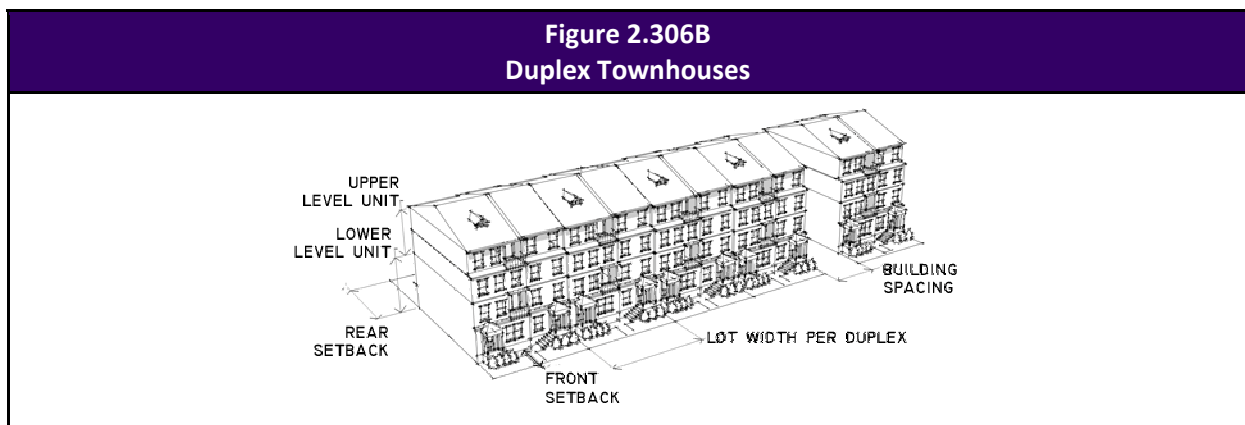 Figure 2.306B
Duplex Townhouses
UPPER
LEVEL UNIT
LOWER
LEVEL UNIT
REAR
SETBACK
FRONT
SETBACK
LOT WIDTH PER DUPLEX
BUILDING
SPACING